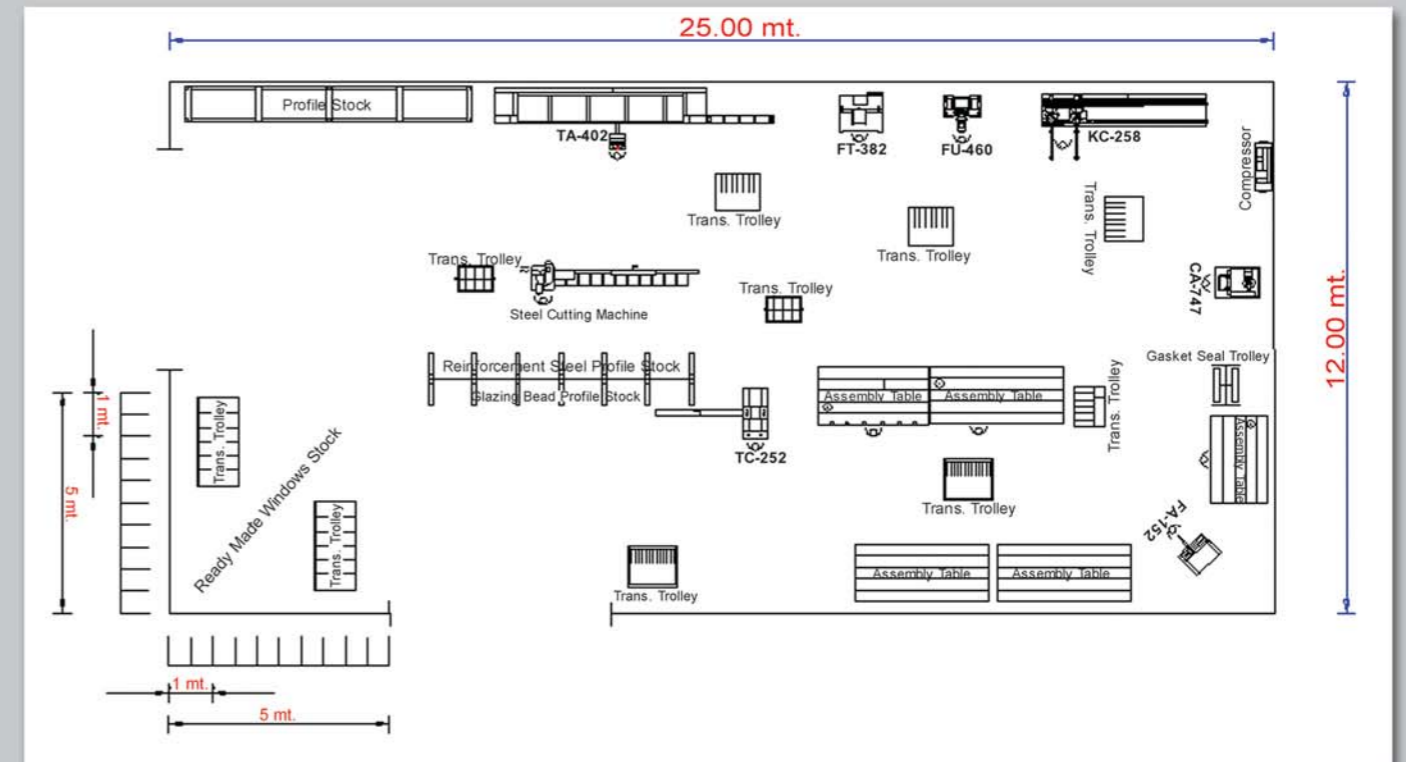 25.00 mt.
Profile Stock
TA-402
FT-382
FU-460
KC-258
Compressor
Trans. Trolley
Trans. Trolley
Trans. Trolley
12.00 mt.
Trans. Trolley
Steel Cutting Machine
Trans. Trolley
CA-747
Reinforcement Steel Profile Stock
Glazing Bead Profile Stock
TC-252
Assembly Table
Assembly Table
Trans. Trolley
Gasket Seal Trolley
Assembly Table
1 mt.
5 mt.
Trans. Trolley
Ready Made Windows Stock
Trans. Trolley
Trans. Trolley
Trans. Trolley
FA-152
Assembly Table
Assembly Table
1 mt.
5 mt.